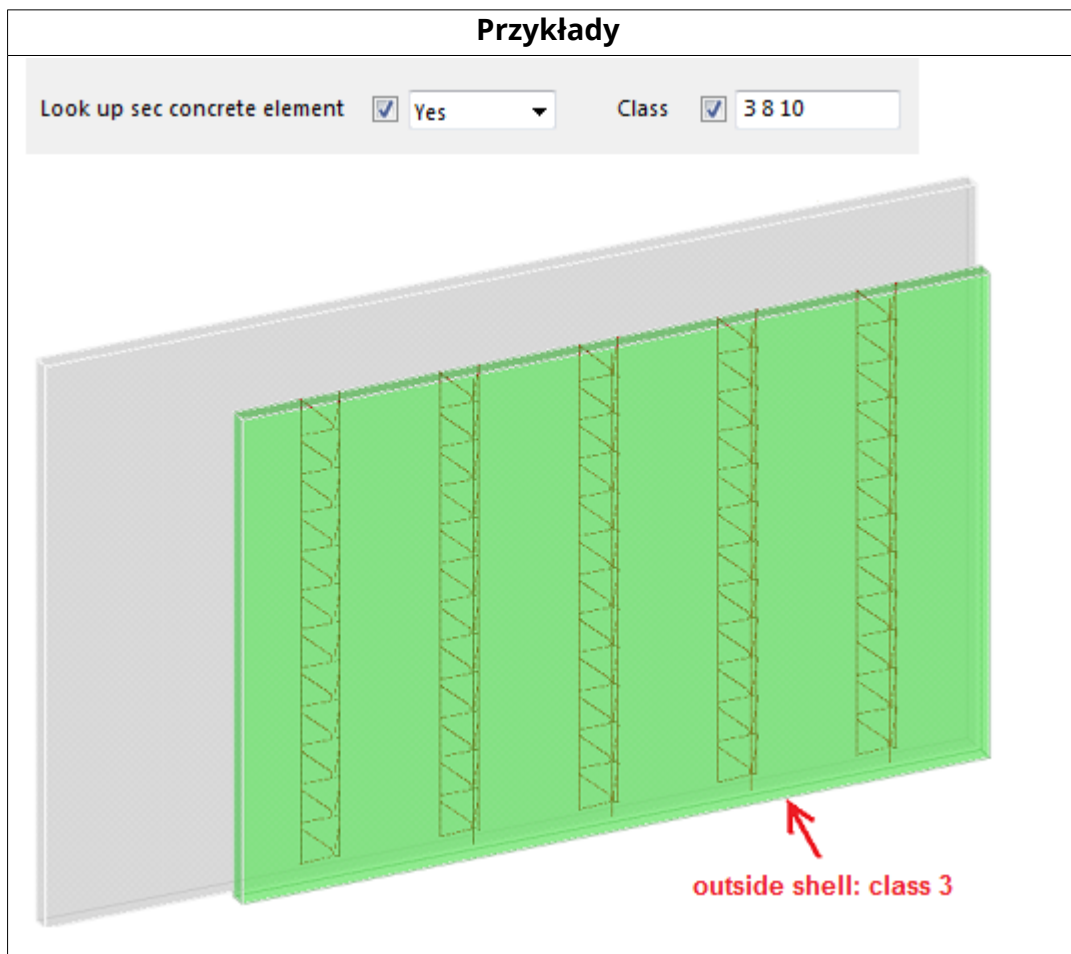 Przykłady
Look up sec concrete element Yes Class 3 8 10
outside shell: class 3